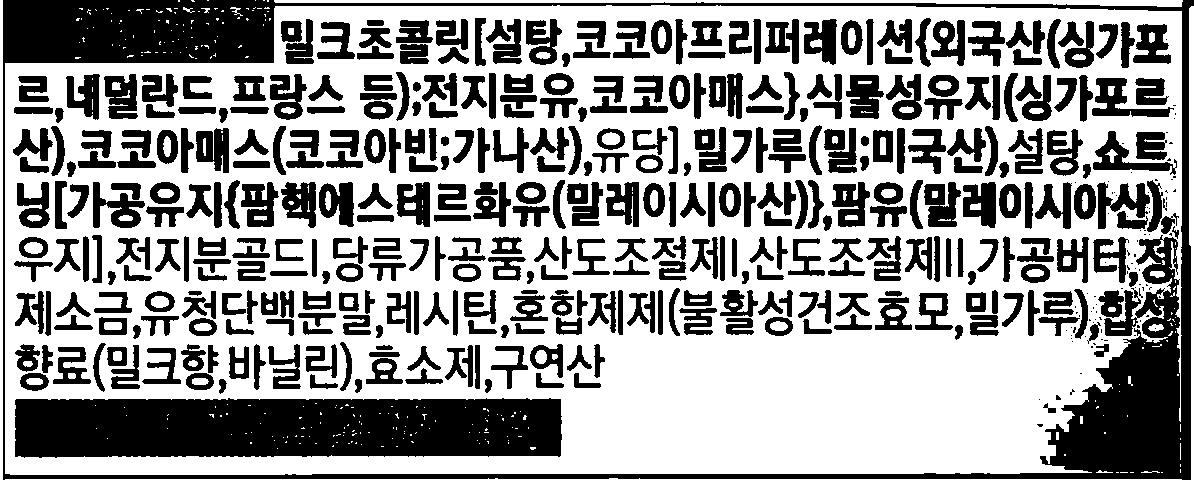 밀크초콜릿[설탕,코코아프리퍼레이션{외국산(싱가포
르,네덜란드,프랑스 등);전지분유,코코아매스},식물성유지(싱가포르
산),코코아매스(코코아빈;가나산),유당],밀가루(밀;미국산),설탕,쇼트
닝[가공유지{팜핵에스테르화유(말레이시아산)},팜유(말레이시아산),
우지],전지분골드I,당류가공품,산도조절제I,산도조절제II,가공버터,정
제소금,유청단백분말,레시틴,혼합제제(불활성건조효모,밀가루),합성
향료(밀크향,바닐린),효소제,구연산